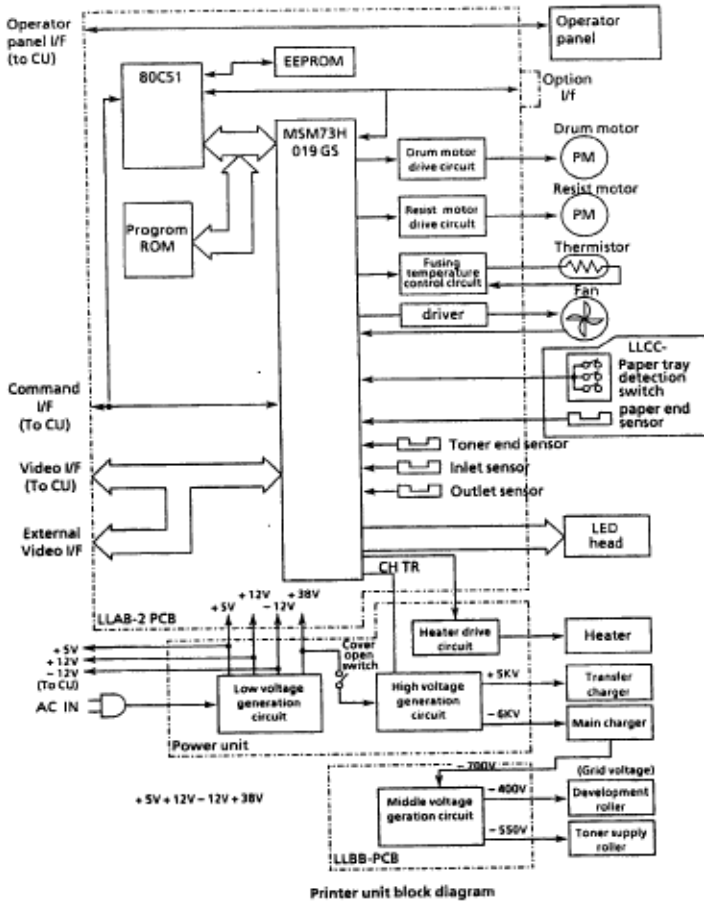 Operator
panel I/F
(to CU)
Operator
panel
80C51
EEPROM
Option
I/f
MSM73H
019 GS
Drum motor
drive circuit
Drum motor
PM
Progrom
ROM
Resist motor
drive circuit
Resist motor
PM
Fusing
temperature
control circuit
Thermistor
driver
Fan
LLCC-
Paper tray
detection
switch
paper end
sensor
Command
I/F
(To CU)
Toner end sensor
Inlet sensor
Outlet sensor
Video I/F
(To CU)
External
Video I/F
LED
head
CH TR
LLAB-2 PCB
+5V
+12V
-12V
+38V
Heater drive
circuit
Heater
+ 5V
+ 12V
- 12V
(To CU)
Cover
open
switch
AC IN
Low voltage
generation
circuit
High voltage
generation
circuit
+ 5KV
Transfer
charger
- 6KV
Main charger
Power unit
- 700V
(Grid voltage)
+5V +12V -12V +38V
Middle voltage
geration circuit
- 400V
Development
roller
- 550V
Toner supply
roller
LLBB-PCB
Printer unit block diagram